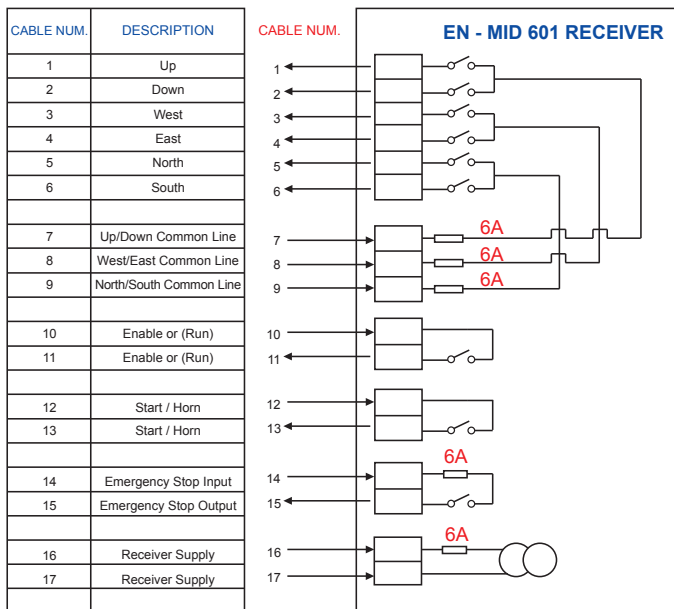 CABLE NUM. DESCRIPTION CABLE NUM. EN - MID 601 RECEIVER
1 Up 1
2 Down 2
3 West 3
4 East 4
5 North 5
6 South 6
7 Up/Down Common Line 7 6A
8 West/East Common Line 8 6A
9 North/South Common Line 9 6A
10 Enable or (Run) 10
11 Enable or (Run) 11
12 Start / Horn 12
13 Start / Horn 13
6A
14 Emergency Stop Input 14
15 Emergency Stop Output 15
6A
16 Receiver Supply 16
17 Receiver Supply 17